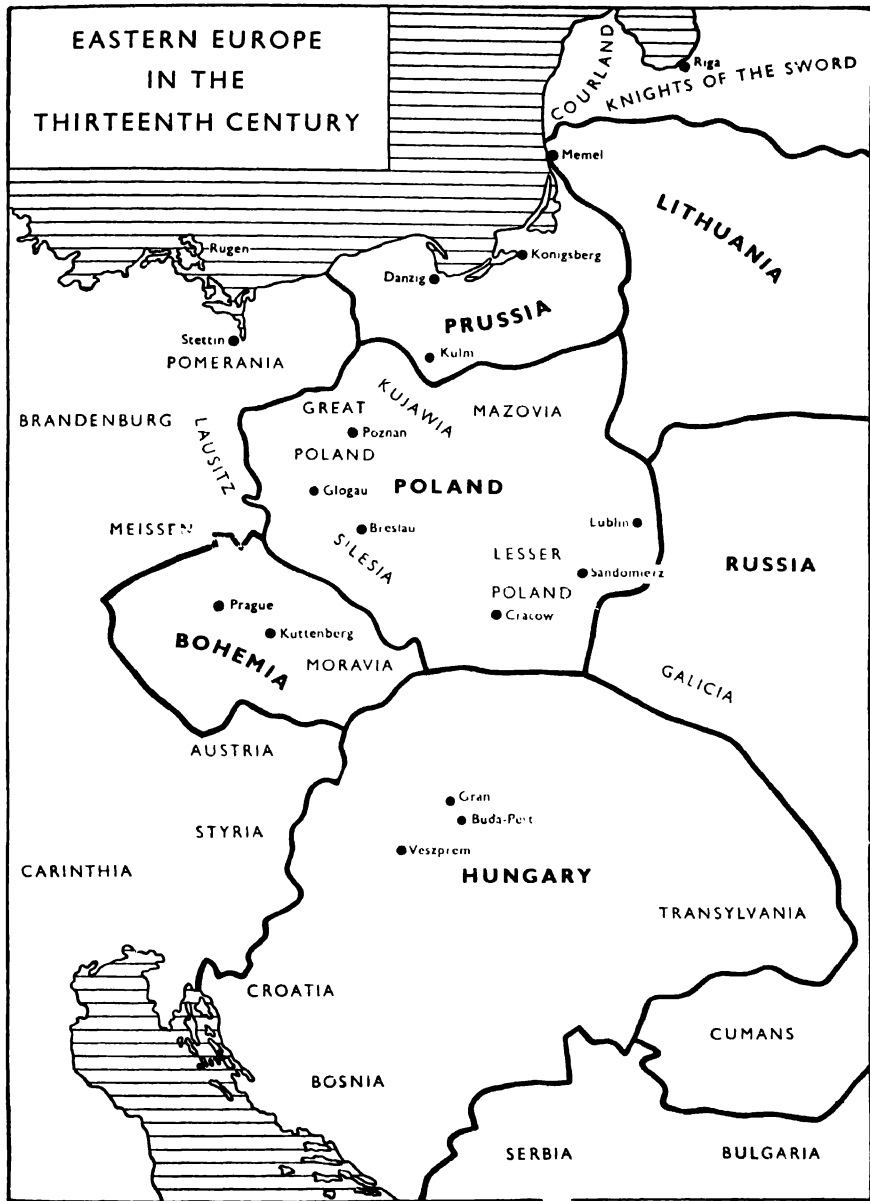 EASTERN EUROPE
IN THE
THIRTEENTH CENTURY
COURLAND
Riga
KNIGHTS OF THE SWORD
Memel
LITHUANIA
Rugen
Konigsberg
Danzig
PRUSSIA
Stettin
POMERANIA
Kulm
BRANDENBURG
LAUSITZ
GREAT
KUJAWIA
MAZOVIA
Poznan
POLAND
Glogau
POLAND
MEISSEN
Breslau
SILESIA
Lublin
LESSER
Sandomierz
RUSSIA
POLAND
Cracow
Prague
Kuttenberg
BOHEMIA
MORAVIA
GALICIA
AUSTRIA
Gran
Buda-Pest
STYRIA
Veszprem
CARINTHIA
HUNGARY
TRANSYLVANIA
CROATIA
CUMANS
BOSNIA
SERBIA
BULGARIA